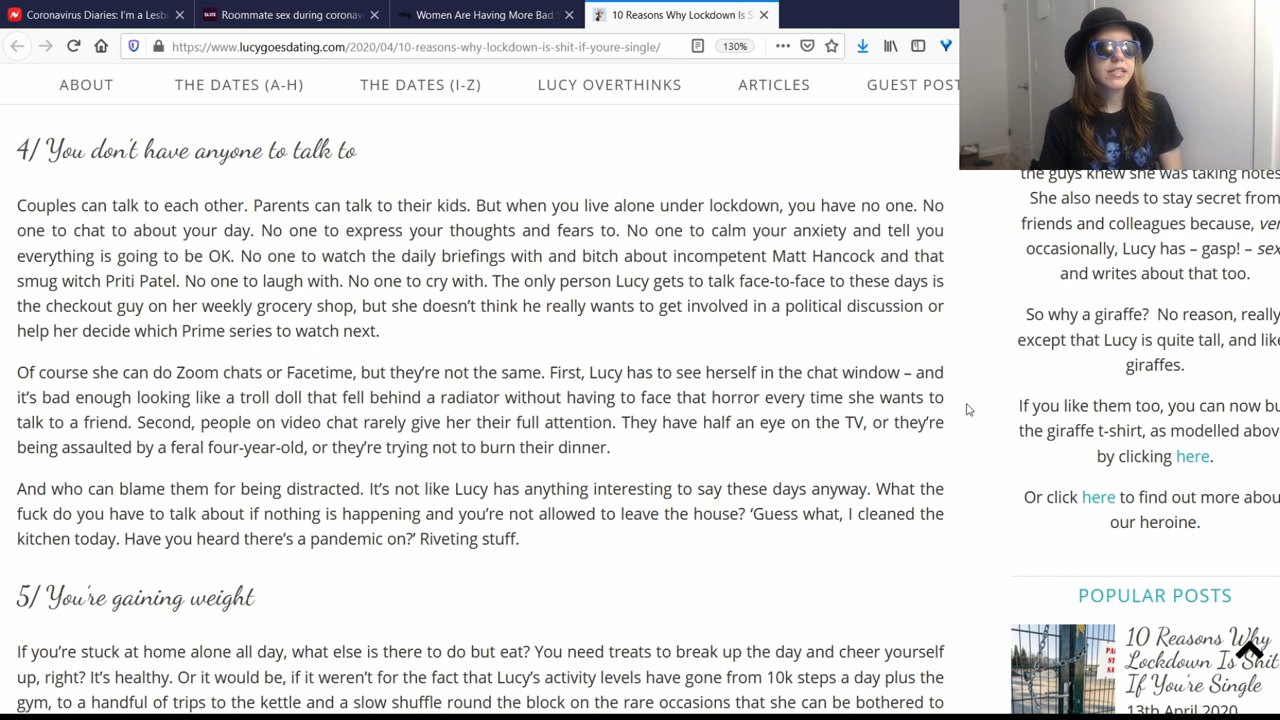 Coronavirus Diaries: I'm a Lesb
Roommate sex during coronav
Women Are Having More Bad
10 Reasons Why Lockdown Is S
https://www.lucygoesdating.com/2020/04/10-reasons-why-lockdown-is-shit-if-youre-single/
130%
ABOUT THE DATES (A-H) THE DATES (I-Z) LUCY OVERTHINKS ARTICLES GUEST POST
4/ You don't have anyone to talk to
Couples can talk to each other. Parents can talk to their kids. But when you live alone under lockdown, you have no one. No
one to chat to about your day. No one to express your thoughts and fears to. No one to calm your anxiety and tell you
everything is going to be OK. No one to watch the daily briefings with and bitch about incompetent Matt Hancock and that
smug witch Priti Patel. No one to laugh with. No one to cry with. The only person Lucy gets to talk face-to-face to these days is
the checkout guy on her weekly grocery shop, but she doesn't think he really wants to get involved in a political discussion or
help her decide which Prime series to watch next.
Of course she can do Zoom chats or Facetime, but they're not the same. First, Lucy has to see herself in the chat window – and
it's bad enough looking like a troll doll that fell behind a radiator without having to face that horror every time she wants to
talk to a friend. Second, people on video chat rarely give her their full attention. They have half an eye on the TV, or they're
being assaulted by a feral four-year-old, or they're trying not to burn their dinner.
And who can blame them for being distracted. It's not like Lucy has anything interesting to say these days anyway. What the
fuck do you have to talk about if nothing is happening and you're not allowed to leave the house? 'Guess what, I cleaned the
kitchen today. Have you heard there's a pandemic on?' Riveting stuff.
5/ You're gaining weight
If you're stuck at home alone all day, what else is there to do but eat? You need treats to break up the day and cheer yourself
up, right? It's healthy. Or it would be, if it weren't for the fact that Lucy's activity levels have gone from 10k steps a day plus the
gym, to a handful of trips to the kettle and a slow shuffle round the block on the rare occasions that she can be bothered to
the guys knew she was taking notes
She also needs to stay secret from
friends and colleagues because, ver
occasionally, Lucy has – gasp! – sex
and writes about that too.
So why a giraffe? No reason, really
except that Lucy is quite tall, and like
giraffes.
If you like them too, you can now bu
the giraffe t-shirt, as modelled abov
by clicking here.
Or click here to find out more abou
our heroine.
POPULAR POSTS
10 Reasons Why
Lockdown Is Shit
If You're Single
13th April 2020